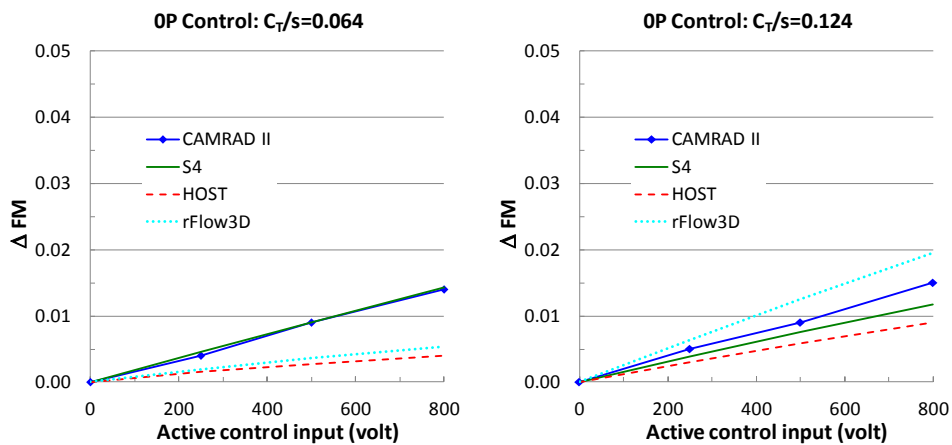 0P Control: CT/s=0.064
0.05
0.04
0.03
0.02
0.01
0.00
Δ FM
CAMRAD II
S4
HOST
rFlow3D
0 200 400 600 800
Active control input (volt)
0P Control: CT/s=0.124
0.05
0.04
0.03
0.02
0.01
0.00
Δ FM
CAMRAD II
S4
HOST
rFlow3D
0 200 400 600 800
Active control input (volt)